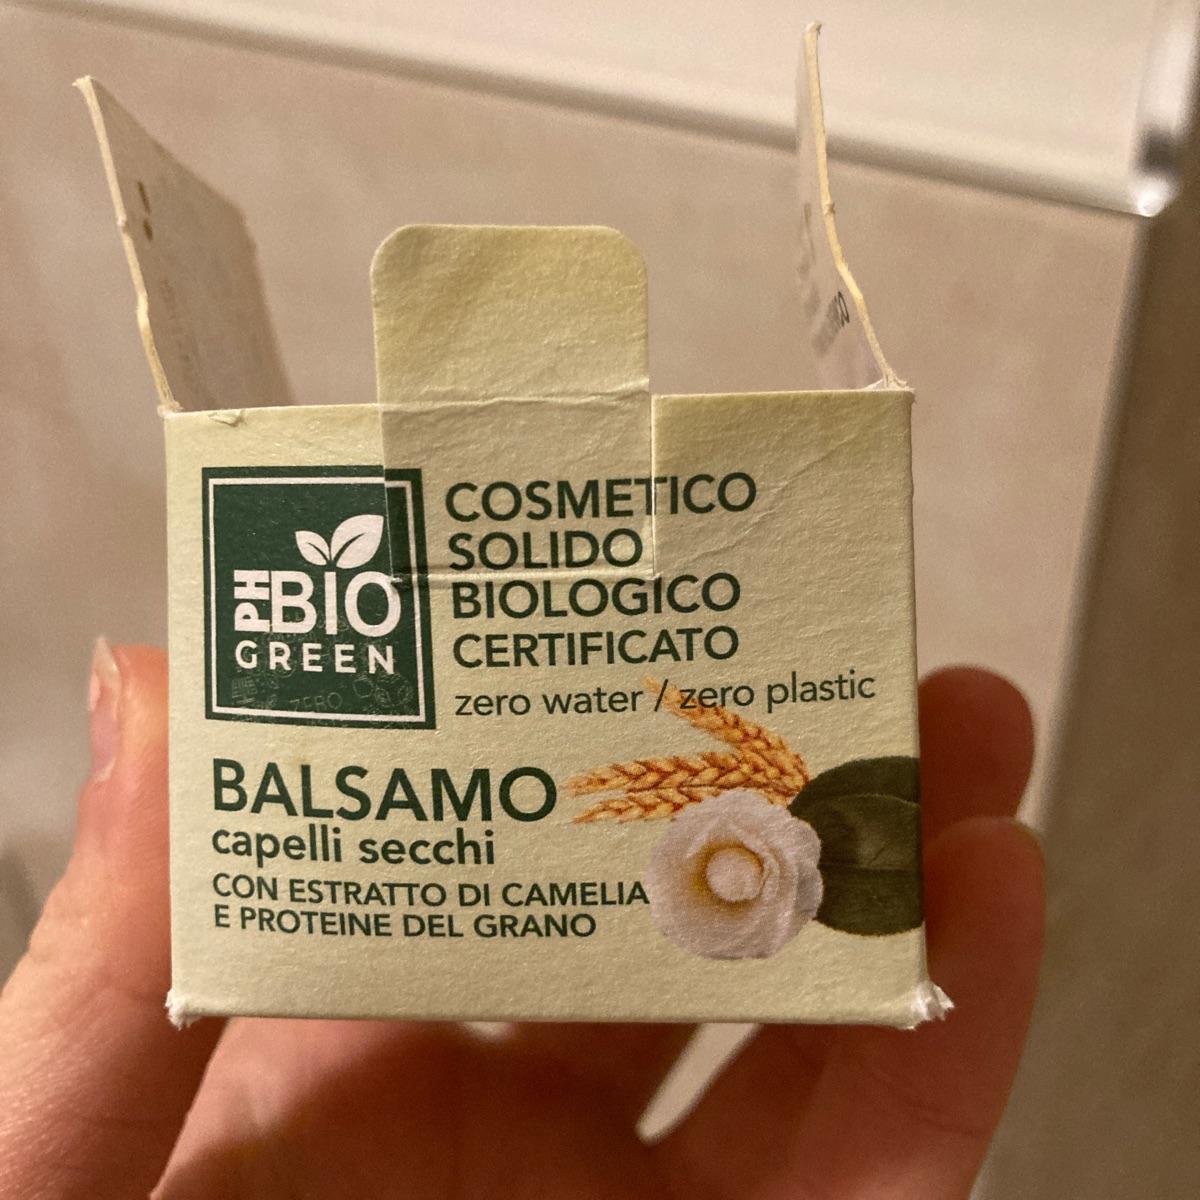 PH
BIO
GREEN
COSMETICO
SOLIDO
BIOLOGICO
CERTIFICATO
zero water / zero plastic
BALSAMO
capelli secchi
CON ESTRATTO DI CAMELIA
E PROTEINE DEL GRANO
ZERO